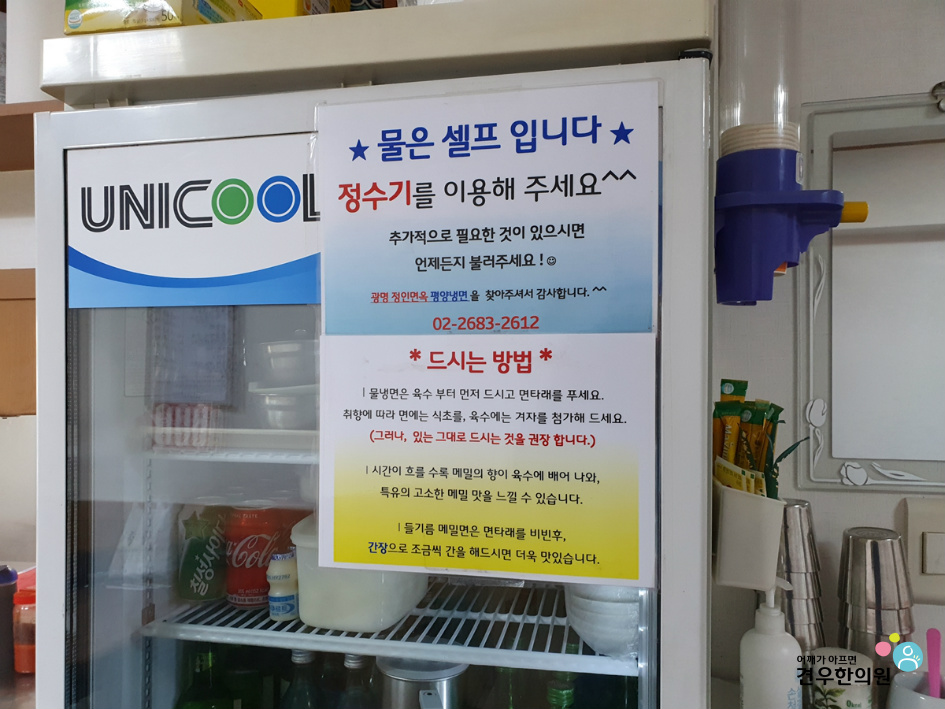 50
UNICOOL
★ 물은 셀프 입니다 ★
정수기를 이용해 주세요^^
추가적으로 필요한 것이 있으시면
언제든지 불러주세요 ! ☺
광명 정인면옥 평양냉면 을 찾아주셔서 감사합니다. ^^
02-2683-2612
* 드시는 방법 *
| 물냉면은 육수 부터 먼저 드시고 면타래를 푸세요.
취향에 따라 면에는 식초를, 육수에는 겨자를 첨가해 드세요.
(그러나, 있는 그대로 드시는 것을 권장 합니다.)
| 시간이 흐를 수록 메밀의 향이 육수에 배어 나와,
특유의 고소한 메밀 맛을 느낄 수 있습니다.
| 들기름 메밀면은 면타래를 비빈후,
간장으로 조금씩 간을 해드시면 더욱 맛있습니다.
칠성사이다
Coca
어깨가 아프면
견우한의원